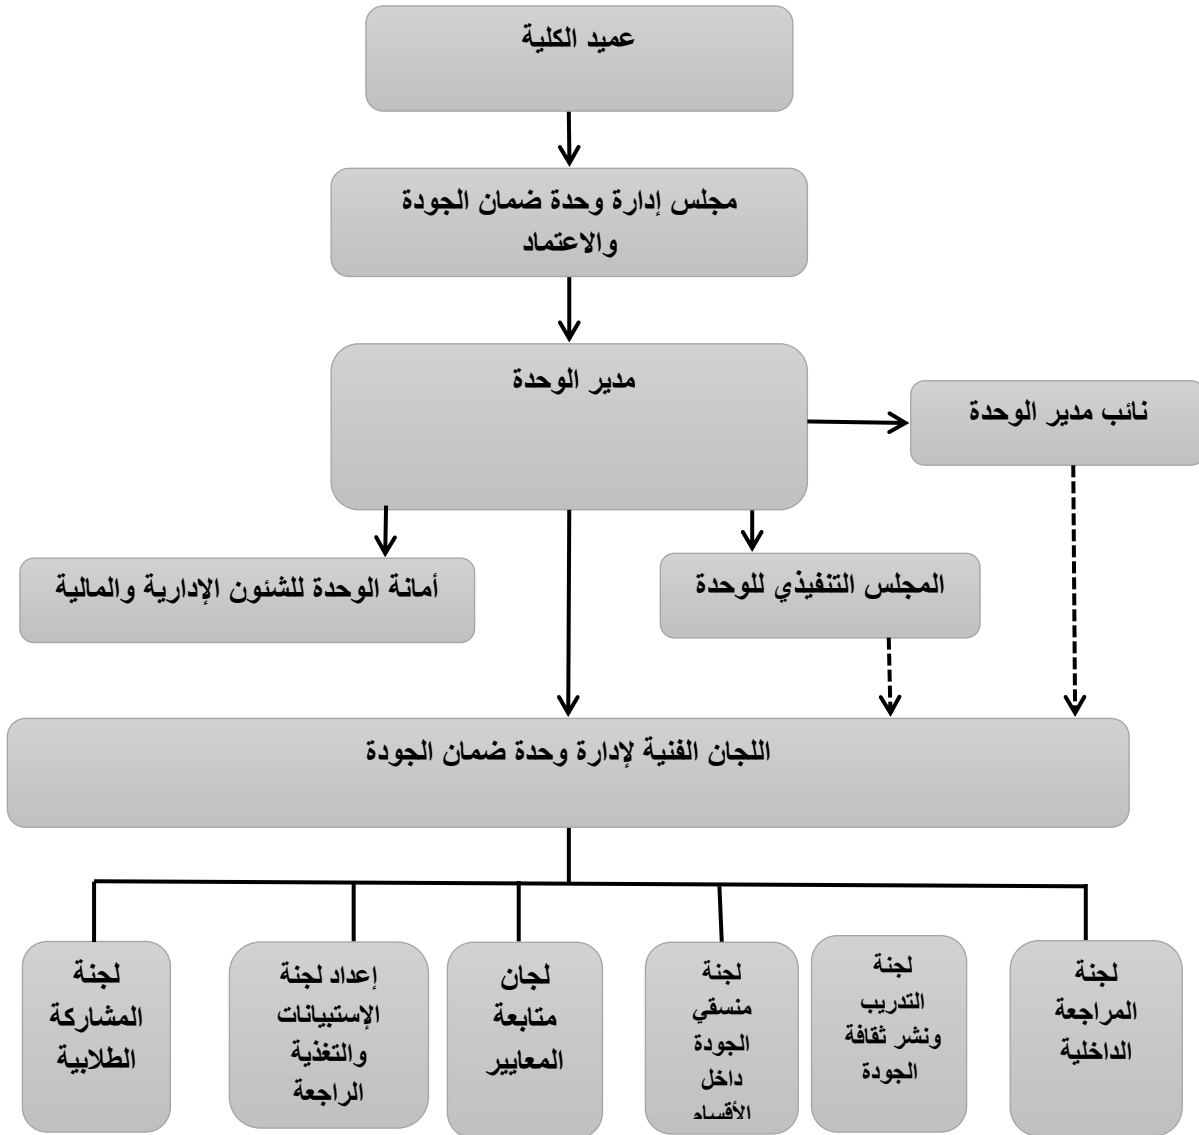 عميد الكلية
مجلس إدارة وحدة ضمان الجودة
والاعتماد
مدير الوحدة
نائب مدير الوحدة
المجلس التنفيذي للوحدة
أمانة الوحدة للشئون الإدارية والمالية
اللجان الفنية لإدارة وحدة ضمان الجودة
لجنة
المراجعة
الداخلية
لجنة
التدريب
ونشر ثقافة
الجودة
لجنة
منسقي
الجودة
داخل
الأقسام
لجان
متابعة
المعايير
إعداد لجنة
الإستبيانات
والتغذية
الراجعة
لجنة
المشاركة
الطلابية